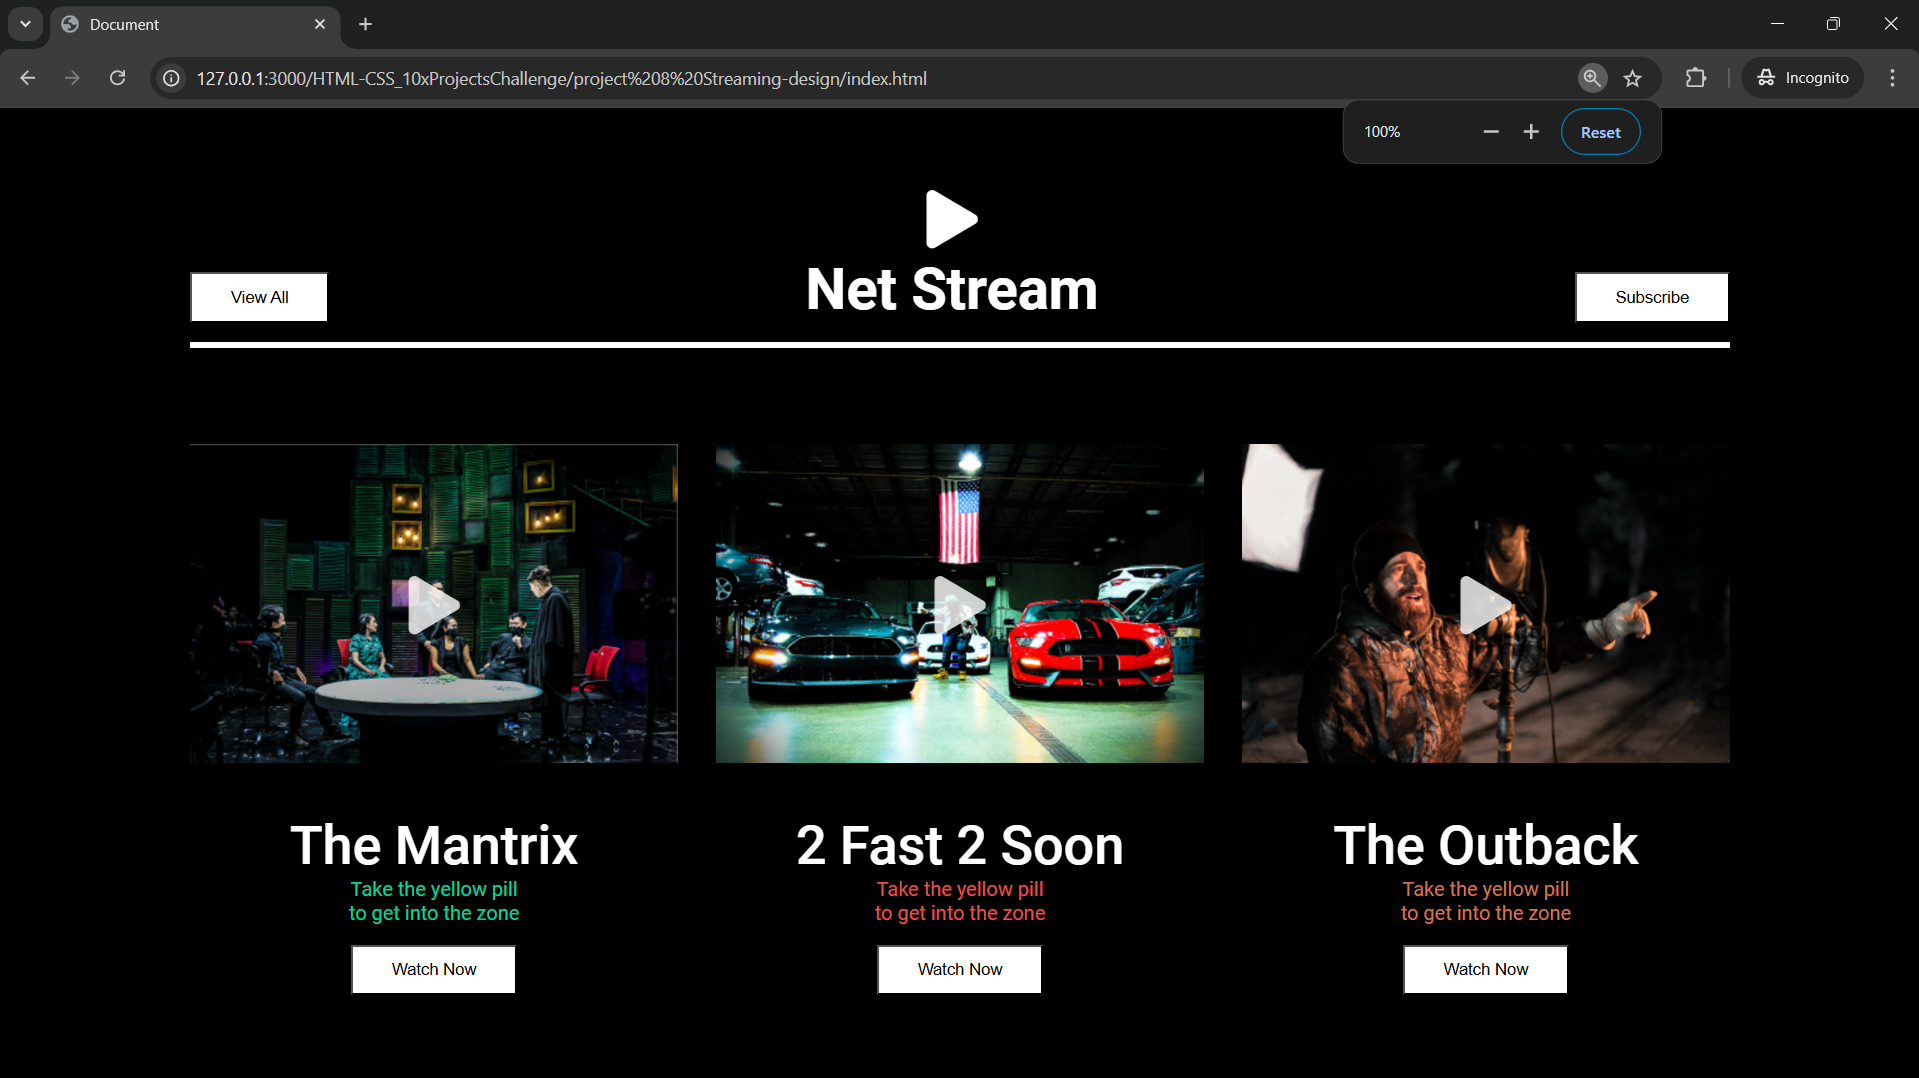 Document
127.0.0.1:3000/HTML-CSS_10xProjectsChallenge/project%208%20Streaming-design/index.html
Incognito
100%
Reset
View All
Net Stream
Subscribe
The Mantrix
Take the yellow pill
to get into the zone
Watch Now
2 Fast 2 Soon
Take the yellow pill
to get into the zone
Watch Now
The Outback
Take the yellow pill
to get into the zone
Watch Now